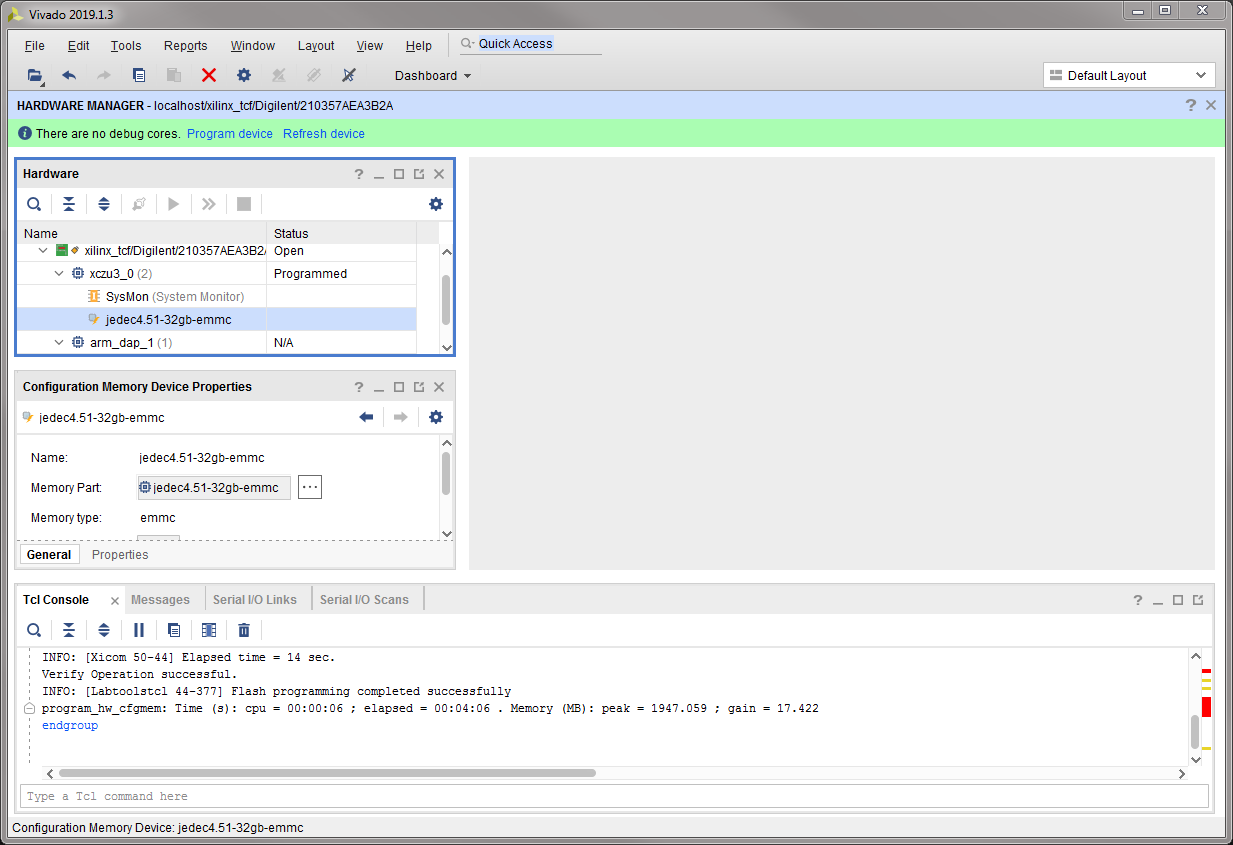 Vivado 2019.1.3
File Edit Tools Reports Window Layout View Help Quick Access
Dashboard Default Layout
HARDWARE MANAGER - localhost/xilinx_tcf/Digilent/210357AEA3B2A ?
There are no debug cores. Program device Refresh device
Hardware ?
Name Status
xilinx_tcf/Digilent/210357AEA3B2A Open
xczu3_0 (2) Programmed
SysMon (System Monitor)
jedec4.51-32gb-emmc
arm_dap_1 (1) N/A
Configuration Memory Device Properties ?
jedec4.51-32gb-emmc
Name: jedec4.51-32gb-emmc
Memory Part: jedec4.51-32gb-emmc ...
Memory type: emmc
General Properties
Tcl Console Messages Serial I/O Links Serial I/O Scans ?
INFO: [Xicom 50-44] Elapsed time = 14 sec.
Verify Operation successful.
INFO: [Labtoolstcl 44-377] Flash programming completed successfully
program_hw_cfgmem: Time (s): cpu = 00:00:06 ; elapsed = 00:04:06 . Memory (MB): peak = 1947.059 ; gain = 17.422
endgroup
Type a Tcl command here
Configuration Memory Device: jedec4.51-32gb-emmc